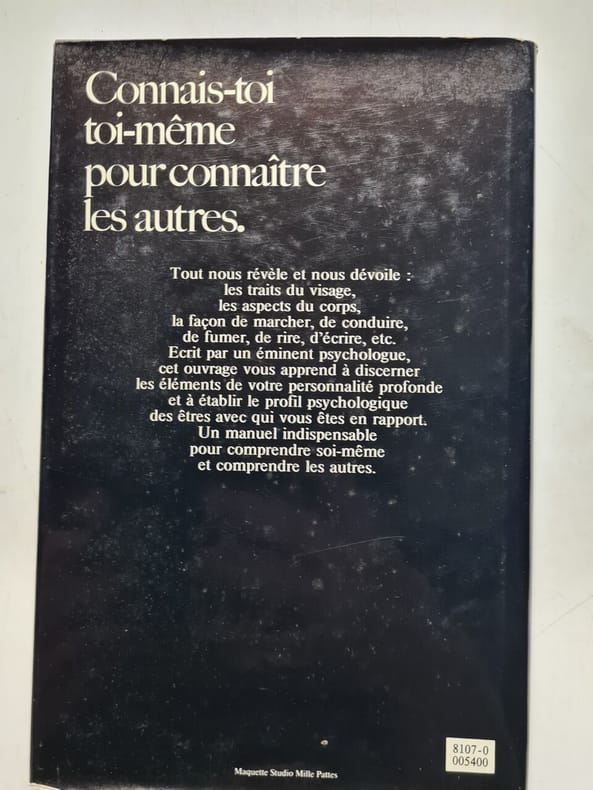 Connais-toi
toi-même
pour connaître
les autres.
Tout nous révèle et nous dévoile :
les traits du visage,
les aspects du corps,
la façon de marcher, de conduire,
de fumer, de rire, d'écrire, etc.
Ecrit par un éminent psychologue,
cet ouvrage vous apprend à discerner
les éléments de votre personnalité profonde
et à établir le profil psychologique
des êtres avec qui vous êtes en rapport.
Un manuel indispensable
pour comprendre soi-même
et comprendre les autres.
8107-0
005400
Maquette Studio Mille Pattes